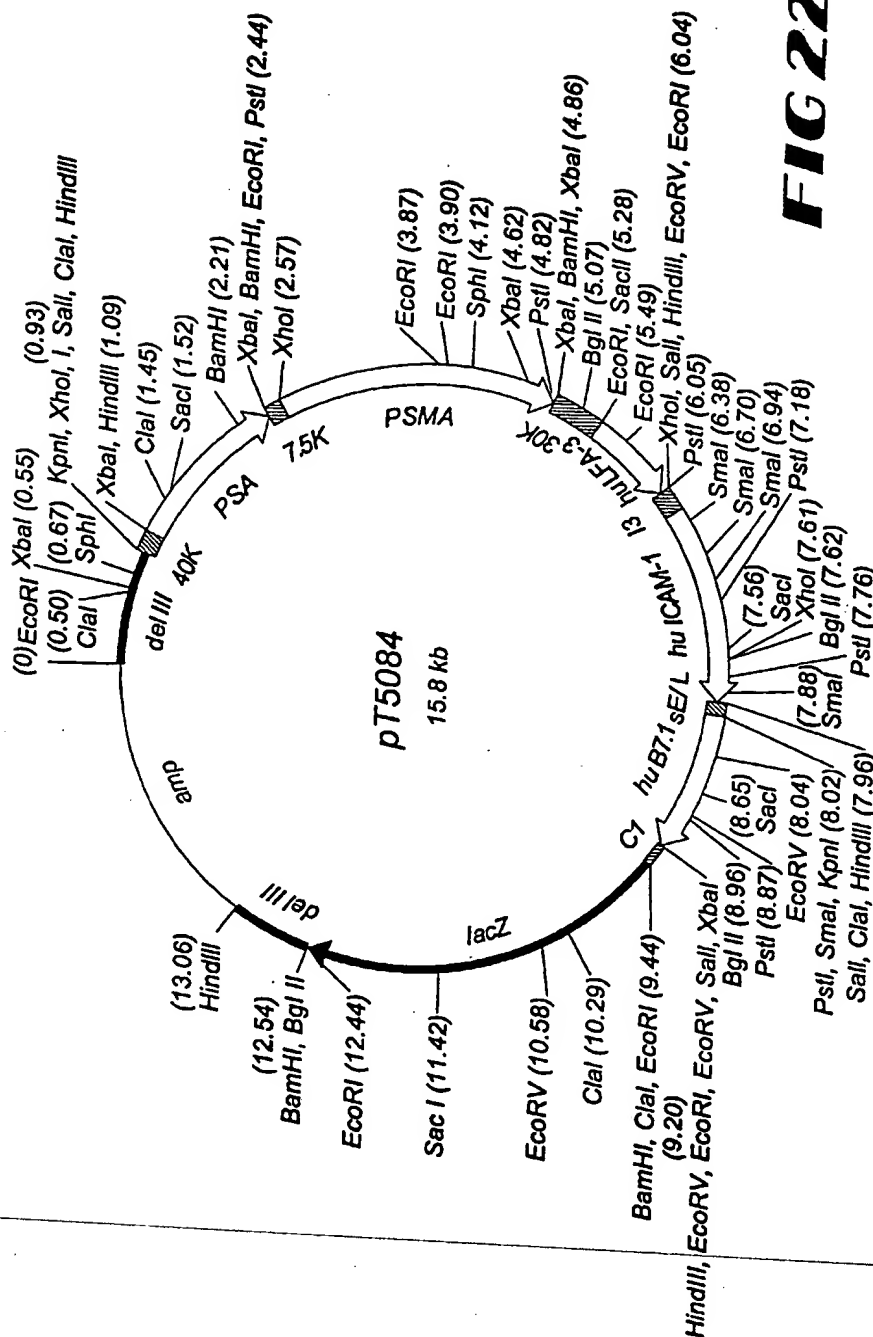 (0)EcoRI
XbaI (0.55)
(0.50)
ClaI
(0.67)
SphI
(0.93)
KpnI, XhoI, I, SalI, ClaI, HindIII
XbaI, HindIII (1.09)
ClaI (1.45)
SacI (1.52)
BamHI (2.21)
XbaI, BamHI, EcoRI, PstI (2.44)
XhoI (2.57)
EcoRI (3.87)
EcoRI (3.90)
SphI (4.12)
XbaI (4.62)
PstI (4.82)
XbaI, BamHI, XbaI (4.86)
Bgl II (5.07)
EcoRI, SacII (5.28)
EcoRI (5.49)
XhoI, SalI, HindIII, EcoRV, EcoRI (6.04)
PstI (6.05)
SmaI (6.38)
SmaI (6.70)
SmaI (6.94)
PstI (7.18)
(7.56)
SacI
XhoI (7.61)
Bgl II (7.62)
PstI (7.76)
(7.88)
SmaI
SalI, ClaI, HindIII (7.96)
PstI, SmaI, KpnI (8.02)
EcoRV (8.04)
(8.65)
SacI
PstI (8.87)
Bgl II (8.96)
HindIII, EcoRV, EcoRI, EcoRV, SalI, XbaI
(9.20)
BamHI, ClaI, EcoRI (9.44)
ClaI (10.29)
EcoRV (10.58)
Sac I (11.42)
EcoRI (12.44)
(12.54)
BamHI, Bgl II
(13.06)
HindIII
del III
40K
PSA
7.5K
PSMA
30K
huLFA-3
I3
hu ICAM-1
sE/L
hu B7.1
C1
lacZ
del III
amp
pT5084
15.8 kb
FIG 22